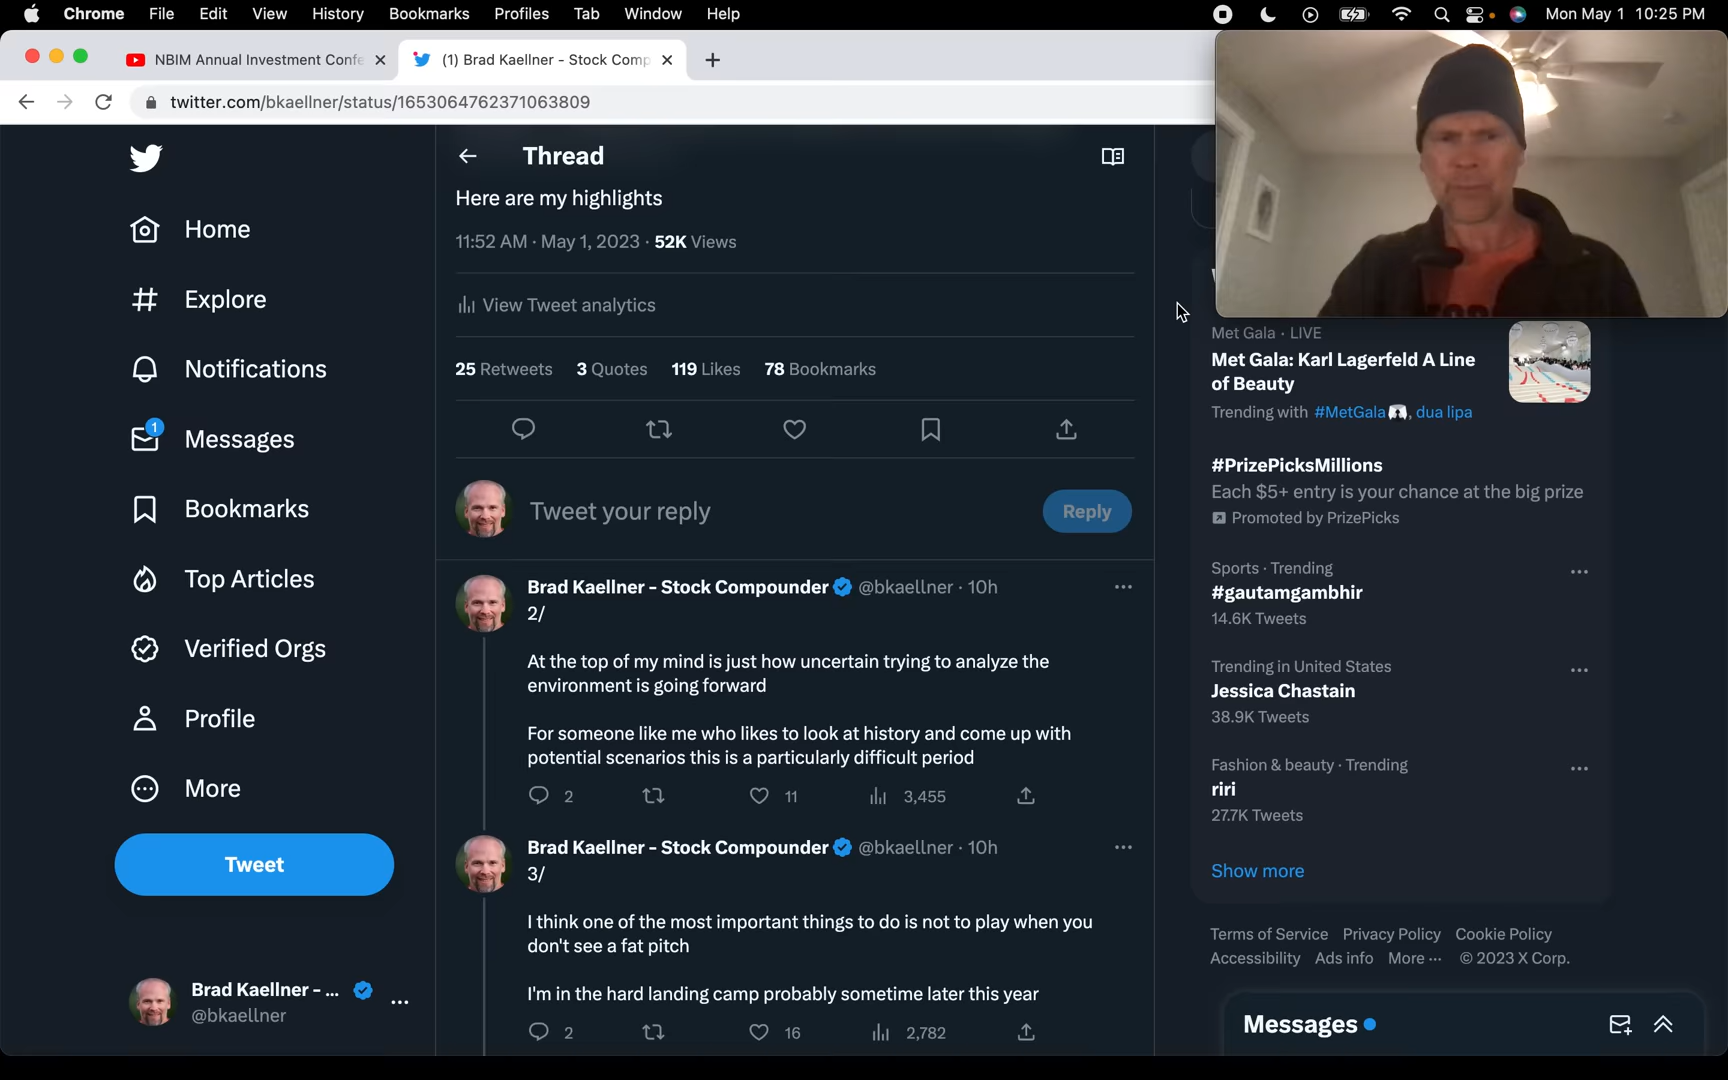 Chrome File Edit View History Bookmarks Profiles Tab Window Help Mon May 1 10:25 PM
NBIM Annual Investment Confe
(1) Brad Kaellner - Stock Comp
twitter.com/bkaellner/status/1653064762371063809
Home
Explore
Notifications
1
Messages
Bookmarks
Top Articles
Verified Orgs
Profile
More
Tweet
Brad Kaellner - ...
@bkaellner
Thread
Here are my highlights
11:52 AM · May 1, 2023 · 52K Views
View Tweet analytics
25 Retweets 3 Quotes 119 Likes 78 Bookmarks
Tweet your reply
Reply
Brad Kaellner - Stock Compounder @bkaellner · 10h
2/
At the top of my mind is just how uncertain trying to analyze the
environment is going forward
For someone like me who likes to look at history and come up with
potential scenarios this is a particularly difficult period
2 11 3,455
Brad Kaellner - Stock Compounder @bkaellner · 10h
3/
I think one of the most important things to do is not to play when you
don't see a fat pitch
I'm in the hard landing camp probably sometime later this year
2 16 2,782
Met Gala · LIVE
Met Gala: Karl Lagerfeld A Line
of Beauty
Trending with #MetGala, dua lipa
#PrizePicksMillions
Each $5+ entry is your chance at the big prize
Promoted by PrizePicks
Sports · Trending
#gautamgambhir
14.6K Tweets
Trending in United States
Jessica Chastain
38.9K Tweets
Fashion & beauty · Trending
riri
27.7K Tweets
Show more
Terms of Service Privacy Policy Cookie Policy
Accessibility Ads info More ··· © 2023 X Corp.
Messages